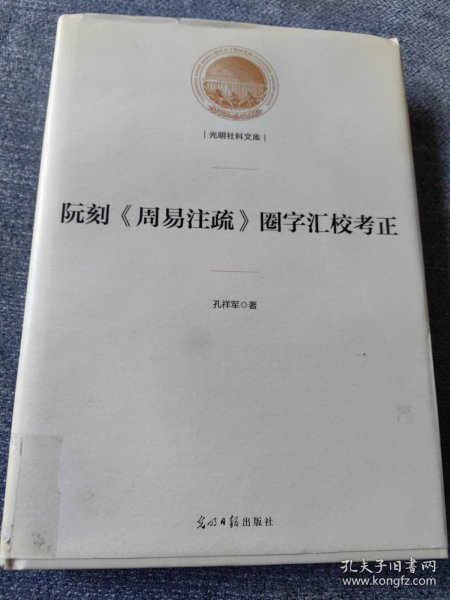 |光明社科文库|
阮刻《周易注疏》圈字汇校考正
孔祥军◎著
光明日报出版社
孔夫子旧书网
www.kongfz.com